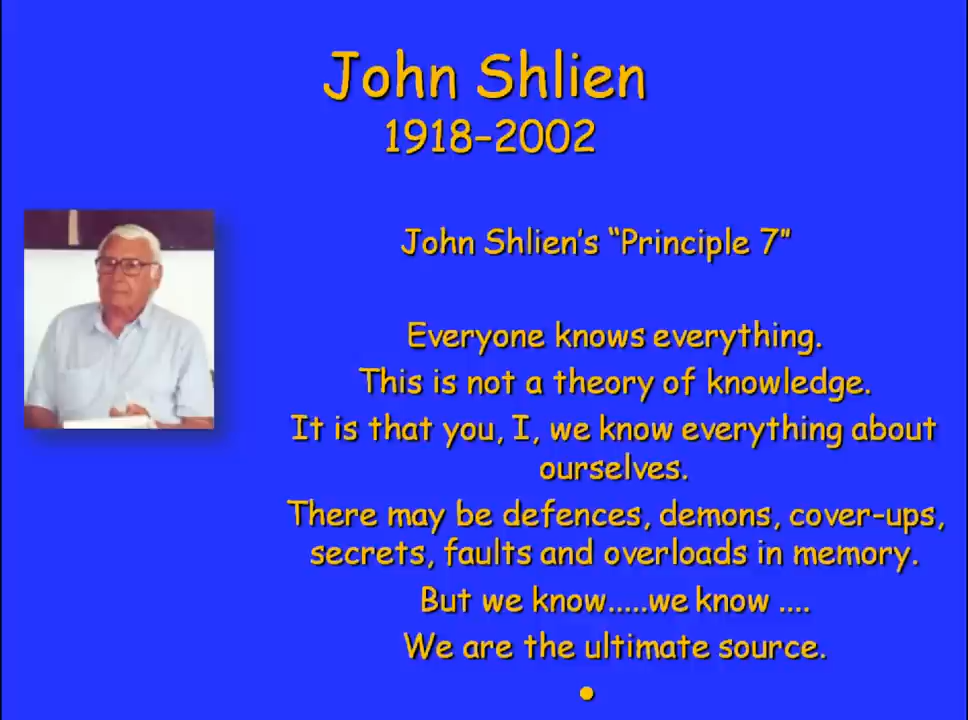 John Shlien
1918-2002
John Shlien's “Principle 7”
Everyone knows everything.
This is not a theory of knowledge.
It is that you, I, we know everything about
ourselves.
There may be defences, demons, cover-ups,
secrets, faults and overloads in memory.
But we know.....we know ....
We are the ultimate source.